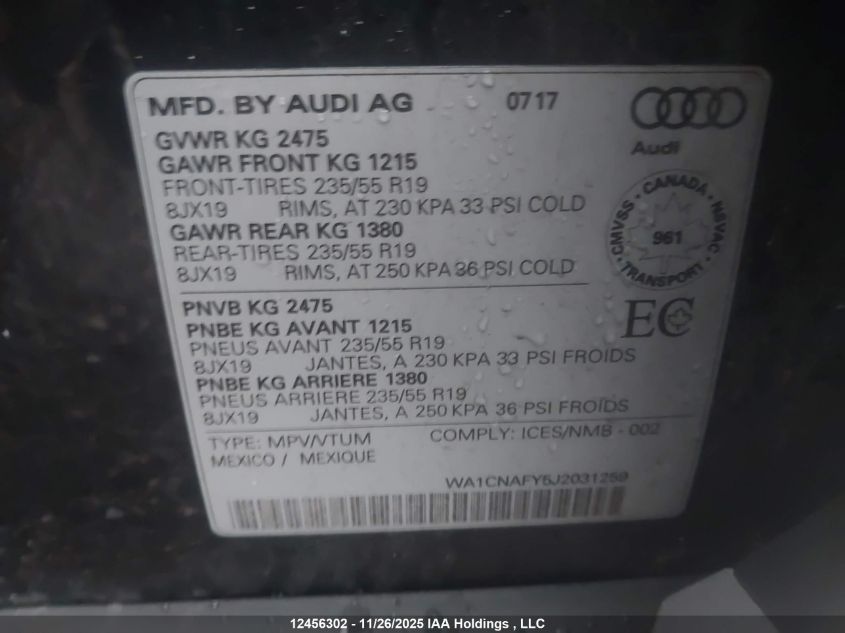 MFD. BY AUDI AG 0717
Audi
GVWR KG 2475
GAWR FRONT KG 1215
FRONT-TIRES 235/55 R19
8JX19 RIMS, AT 230 KPA 33 PSI COLD
GAWR REAR KG 1380
REAR-TIRES 235/55 R19
8JX19 RIMS, AT 250 KPA 36 PSI COLD
CMVSS - CANADA - NSVAC
961
TRANSPORT
PNVB KG 2475
PNBE KG AVANT 1215
PNEUS AVANT 235/55 R19
8JX19 JANTES, A 230 KPA 33 PSI FROIDS
PNBE KG ARRIERE 1380
PNEUS ARRIERE 235/55 R19
8JX19 JANTES, A 250 KPA 36 PSI FROIDS
EC
TYPE: MPV/VTUM COMPLY: ICES/NMB - 002
MEXICO / MEXIQUE
WA1CNAFY5J2031259
12456302 - 11/26/2025 IAA Holdings , LLC